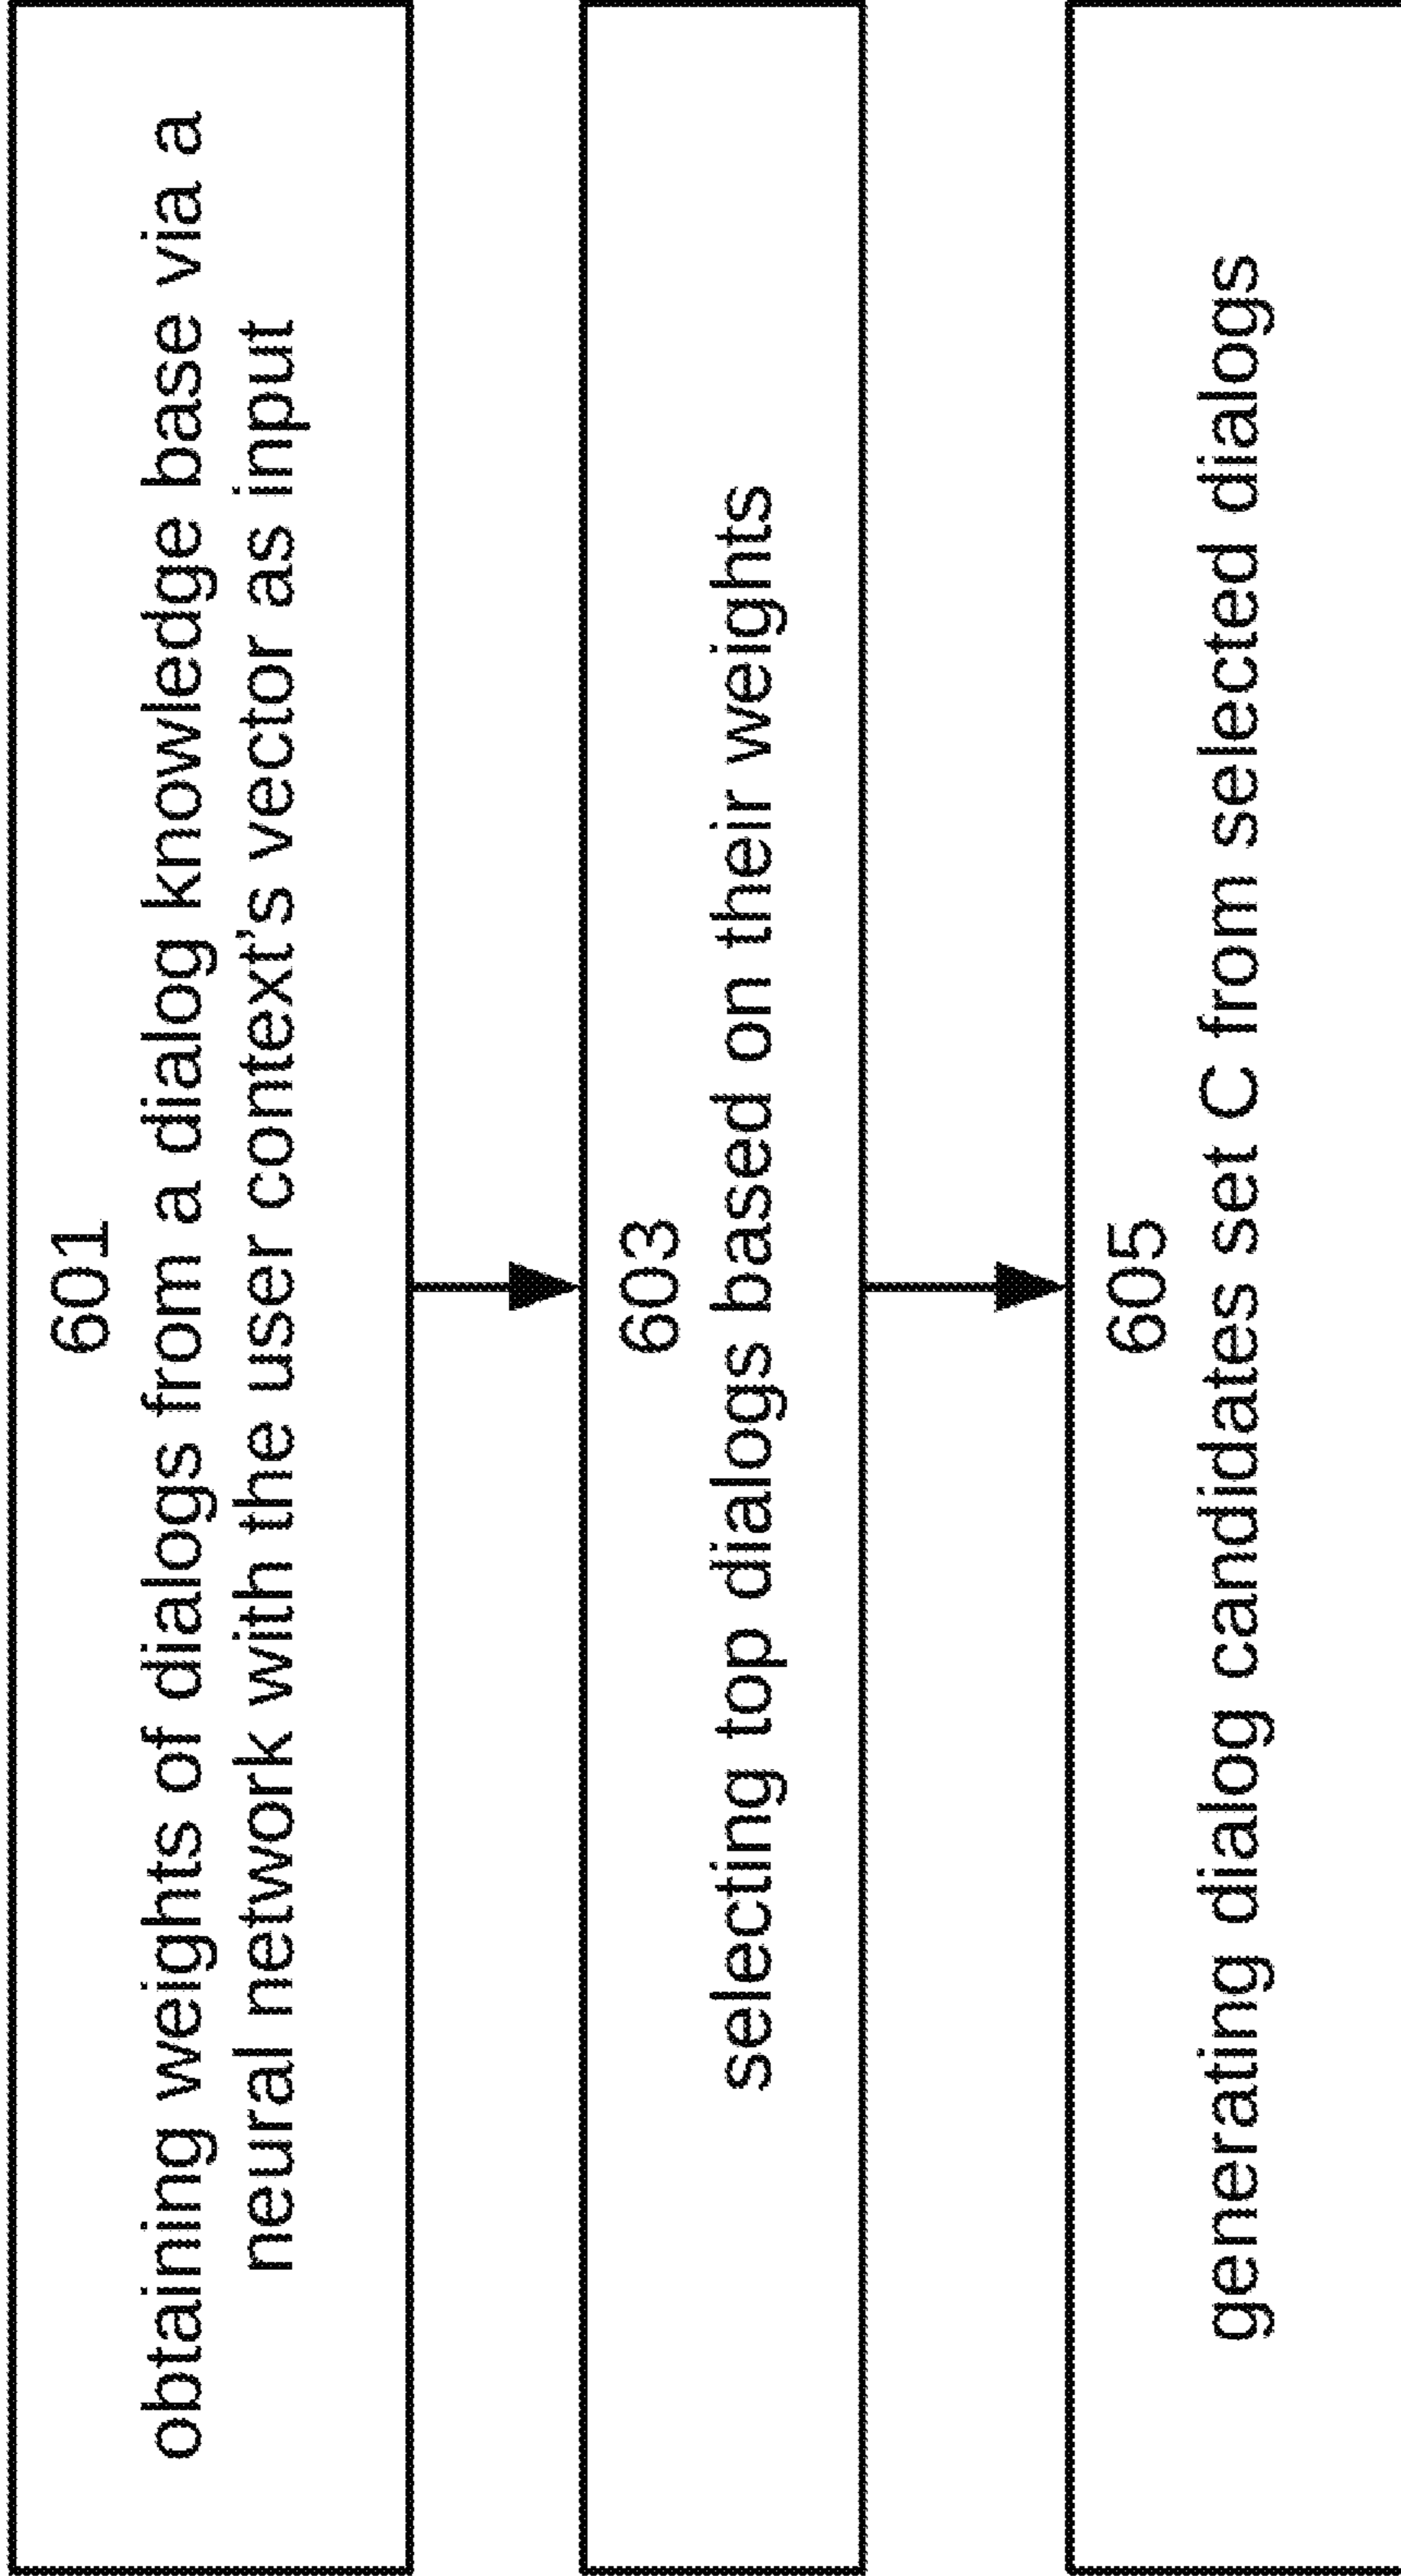 601
obtaining weights of dialogs from a dialog knowledge base via a
neural network with the user context's vector as input
603
selecting top dialogs based on their weights
605
generating dialog candidates set C from selected dialogs